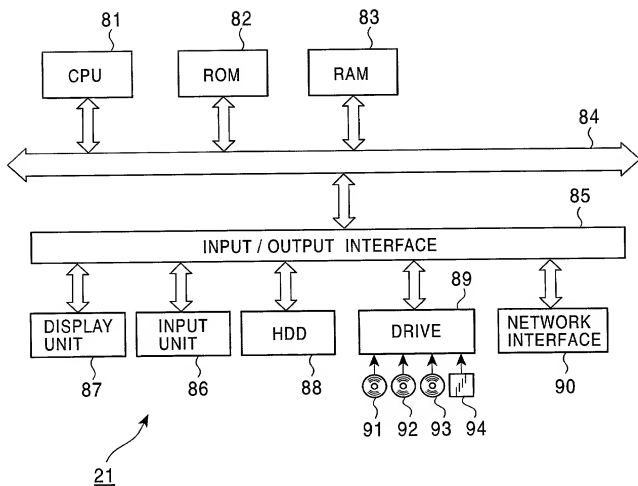 81
82
83
CPU
ROM
RAM
84
85
INPUT / OUTPUT INTERFACE
89
DISPLAY
UNIT
INPUT
UNIT
HDD
DRIVE
NETWORK
INTERFACE
87
86
88
90
91
92
93
94
21